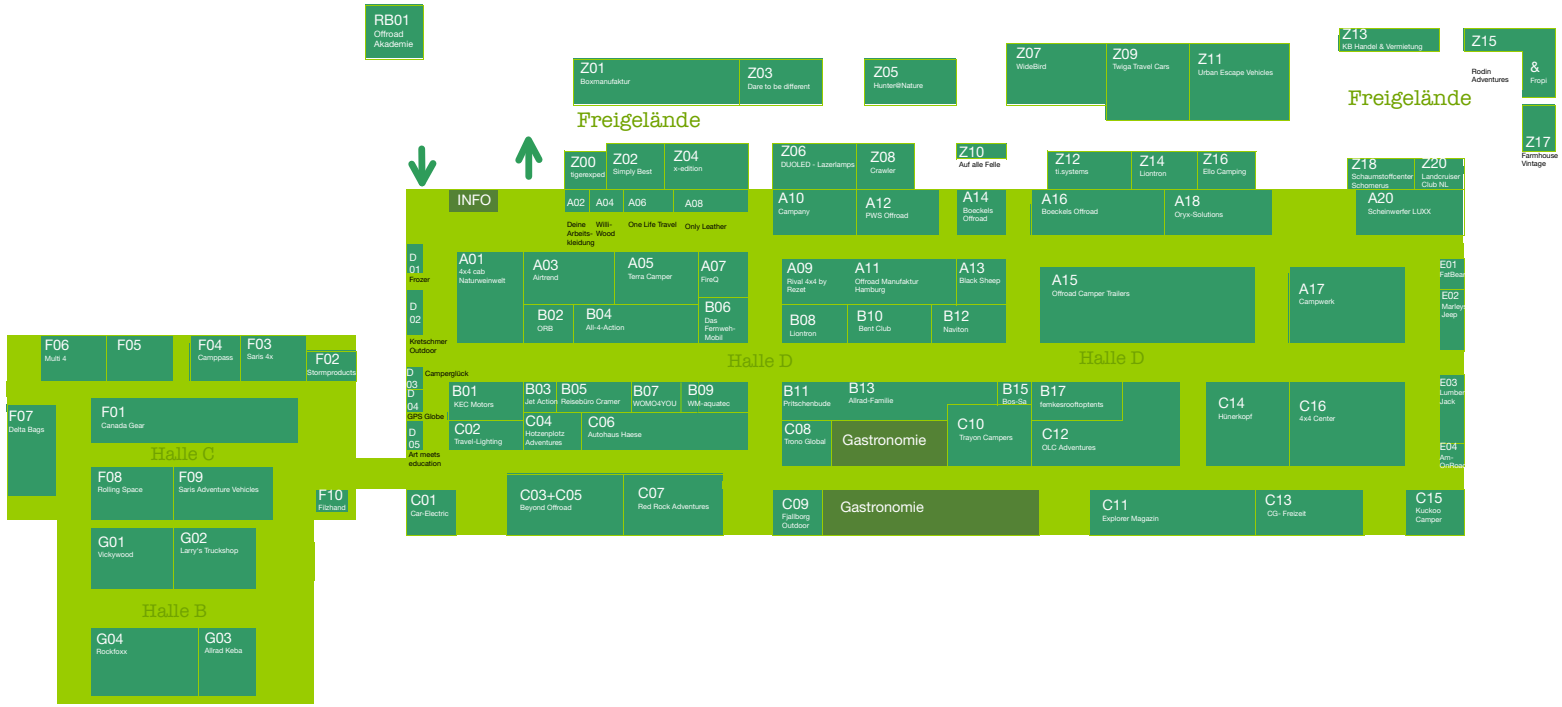 RB01
Offroad
Akademie
Z01
Boxmanufaktur
Z03
Dare to be different
Z05
Hunter@Nature
Z07
WideBird
Z09
Twiga Travel Cars
Z11
Urban Escape Vehicles
Z13
KB Handel & Vermietung
Z15
Rodin
Adventures
&
Fropi
Freigelände
Freigelände
Z17
Farmhouse
Vintage
Z00
tigerexped
Z02
Simply Best
Z04
x-edition
Z06
DUOLED - Lazerlamps
Z08
Crawler
Z10
Auf alle Felle
Z12
ti.systems
Z14
Liontron
Z16
Ello Camping
Z18
Schaumstoffcenter
Schomerus
Z20
Landcruiser
Club NL
INFO
A02
A04
A06
A08
Deine
Arbeits-
kleidung
Willi-
Wood
One Life Travel
Only Leather
A10
Campany
A12
PWS Offroad
A14
Boeckels
Offroad
A16
Boeckels Offroad
A18
Oryx-Solutions
A20
Scheinwerfer LUXX
D
01
Frozer
D
02
Kretschmer
Outdoor
A01
4x4 cab
Naturweinwelt
A03
Airtrend
A05
Terra Camper
A07
FireQ
B02
ORB
B04
All-4-Action
B06
Das
Fernweh-
Mobil
A09
Rival 4x4 by
Rezet
A11
Offroad Manufaktur
Hamburg
A13
Black Sheep
B08
Liontron
B10
Bent Club
B12
Naviton
A15
Offroad Camper Trailers
A17
Campwerk
E01
FatBear
E02
Marleys
Jeep
Halle D
Halle D
F06
Multi 4
F05
F04
Camppass
F03
Saris 4x
F02
Stormproducts
D
03
Camperglück
D
04
GPS Globe
D
05
Art meets
education
B01
KEC Motors
B03
Jet Action
B05
Reisebüro Cramer
B07
WOMO4YOU
B09
WM-aquatec
C02
Travel-Lighting
C04
Hotzenplotz
Adventures
C06
Autohaus Haese
B11
Pritschenbude
B13
Allrad-Familie
B15
Bos-Sa
B17
femkesrooftoptents
C08
Trono Global
Gastronomie
C10
Trayon Campers
C12
OLC Adventures
C14
Hünerkopf
C16
4x4 Center
E03
Lumber
Jack
E04
Am-
OnRoad
F07
Delta Bags
F01
Canada Gear
Halle C
F08
Rolling Space
F09
Saris Adventure Vehicles
F10
Filzhand
C01
Car-Electric
C03+C05
Beyond Offroad
C07
Red Rock Adventures
C09
Fjallborg
Outdoor
Gastronomie
C11
Explorer Magazin
C13
CG- Freizeit
C15
Kuckoo
Camper
G01
Vickywood
G02
Larry's Truckshop
Halle B
G04
Rockfoxx
G03
Allrad Keba